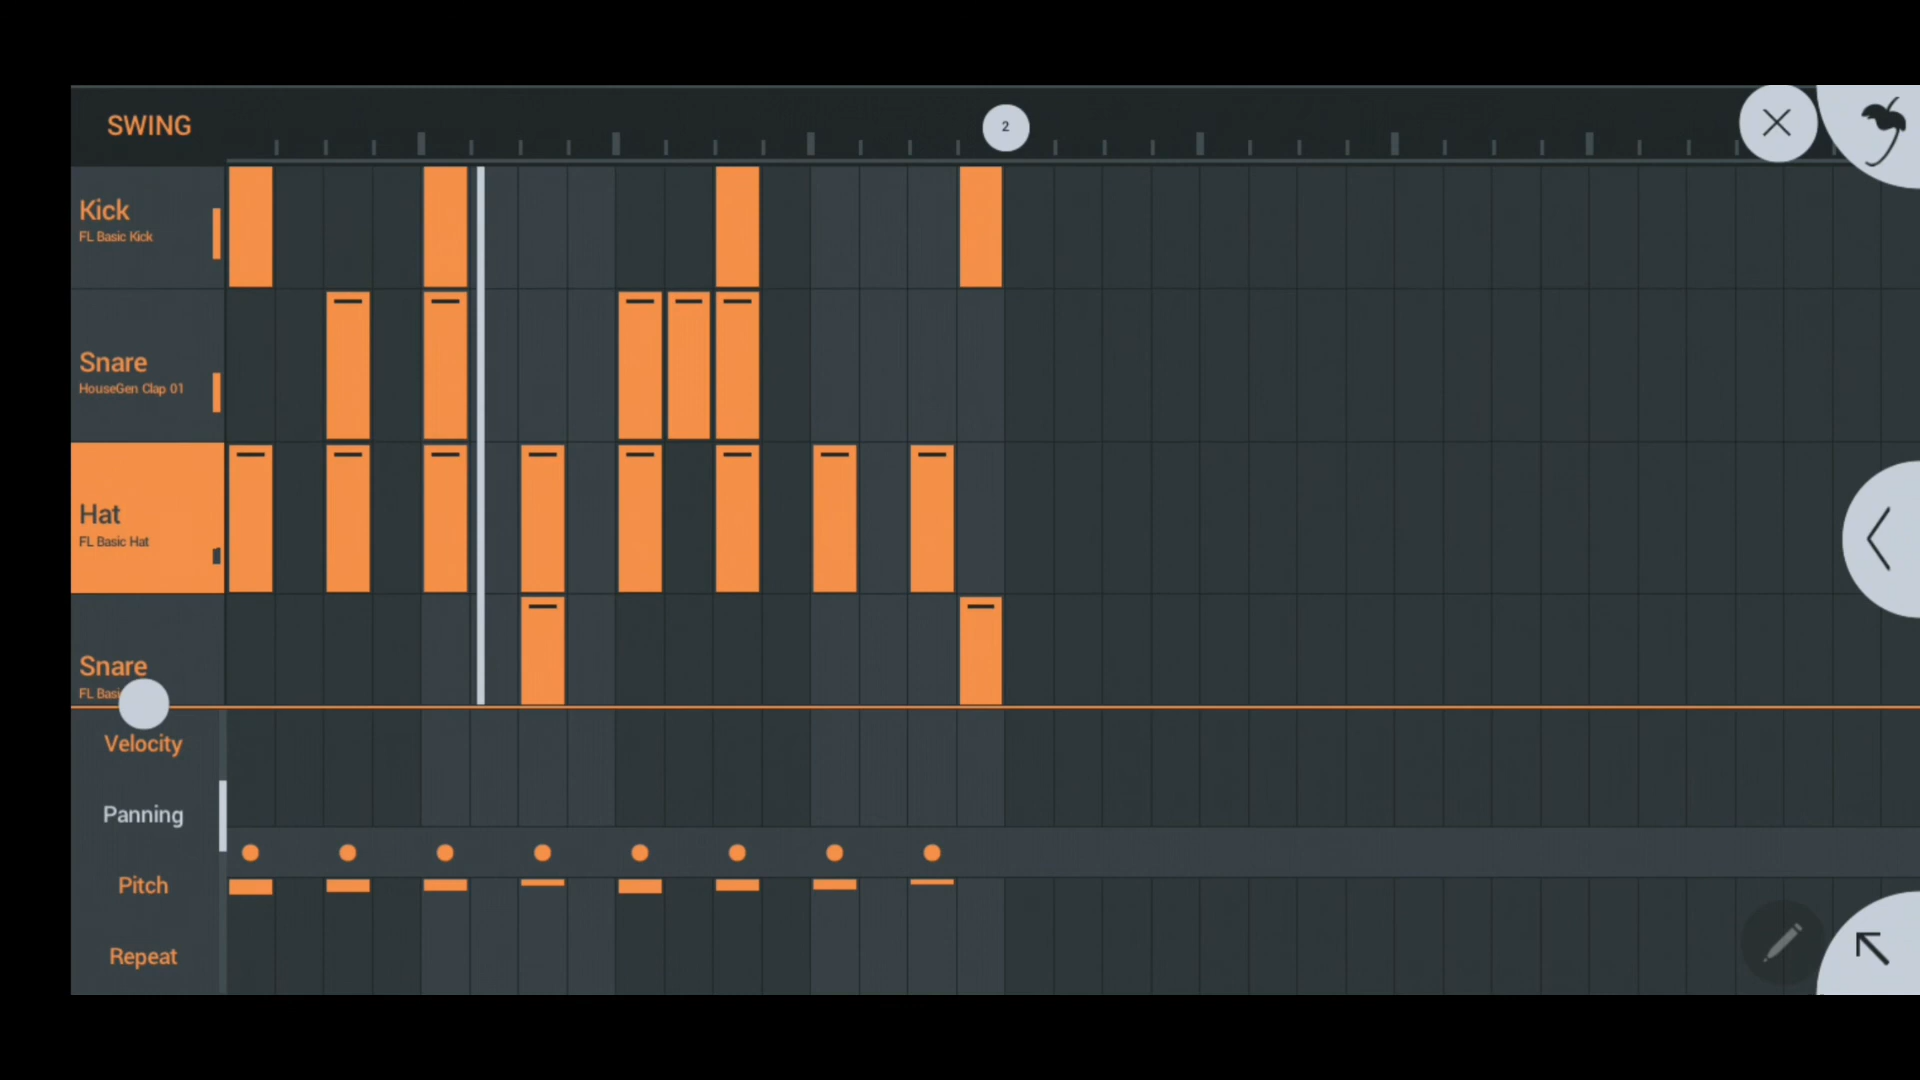 SWING
2
Kick
FL Basic Kick
Snare
HouseGen Clap 01
Hat
FL Basic Hat
Snare
FL
Velocity
Panning
Pitch
Repeat